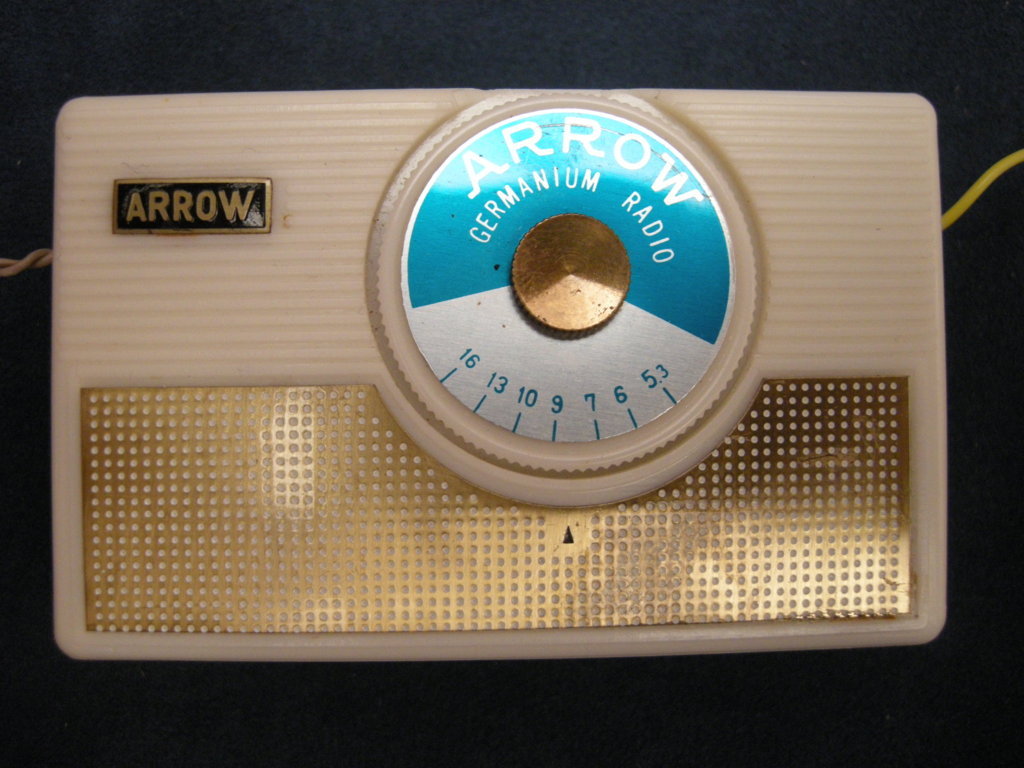 ARROW
ARROW
GERMANIUM RADIO
16 13 10 9 7 6 5.3